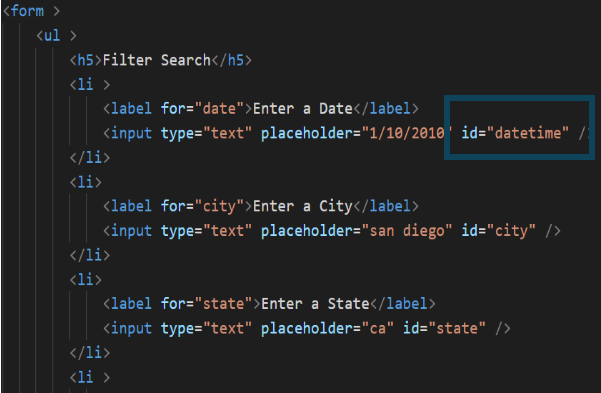 <form >
<ul >
<h5>Filter Search</h5>
<li >
<label for="date">Enter a Date</label>
<input type="text" placeholder="1/10/2010" id="datetime" /
</li>
<li>
<label for="city">Enter a City</label>
<input type="text" placeholder="san diego" id="city" />
</li>
<li>
<label for="state">Enter a State</label>
<input type="text" placeholder="ca" id="state" />
</li>
<li >